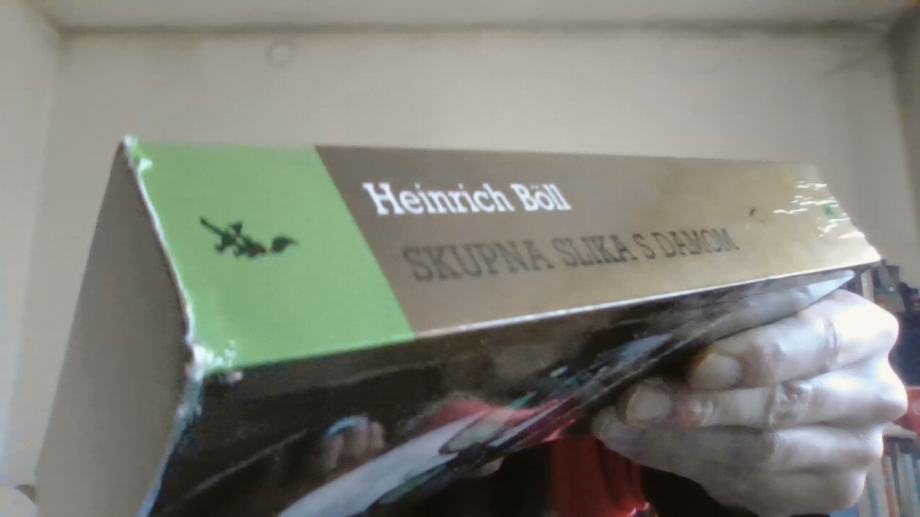 Heinrich Böll
SKUPNA SLIKA S DAMOM